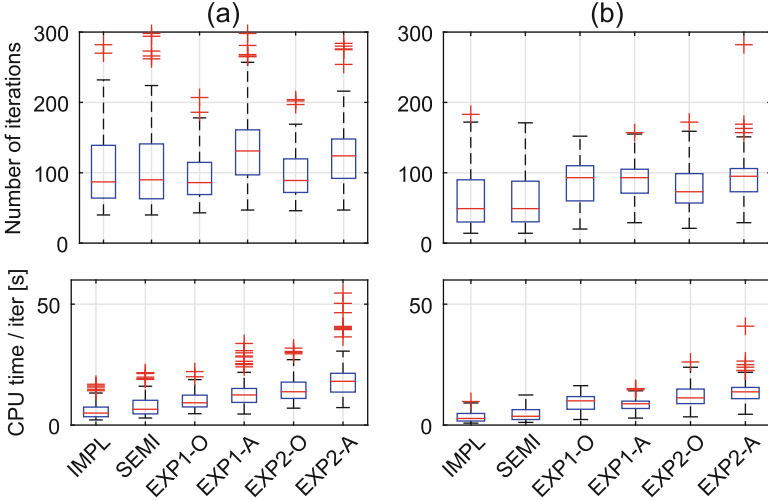 (a) (b)
Number of iterations
300
200
100
0
300
200
100
0
CPU time / iter [s]
50
0
50
0
IMPL SEMI EXP1-O EXP1-A EXP2-O EXP2-A
IMPL SEMI EXP1-O EXP1-A EXP2-O EXP2-A